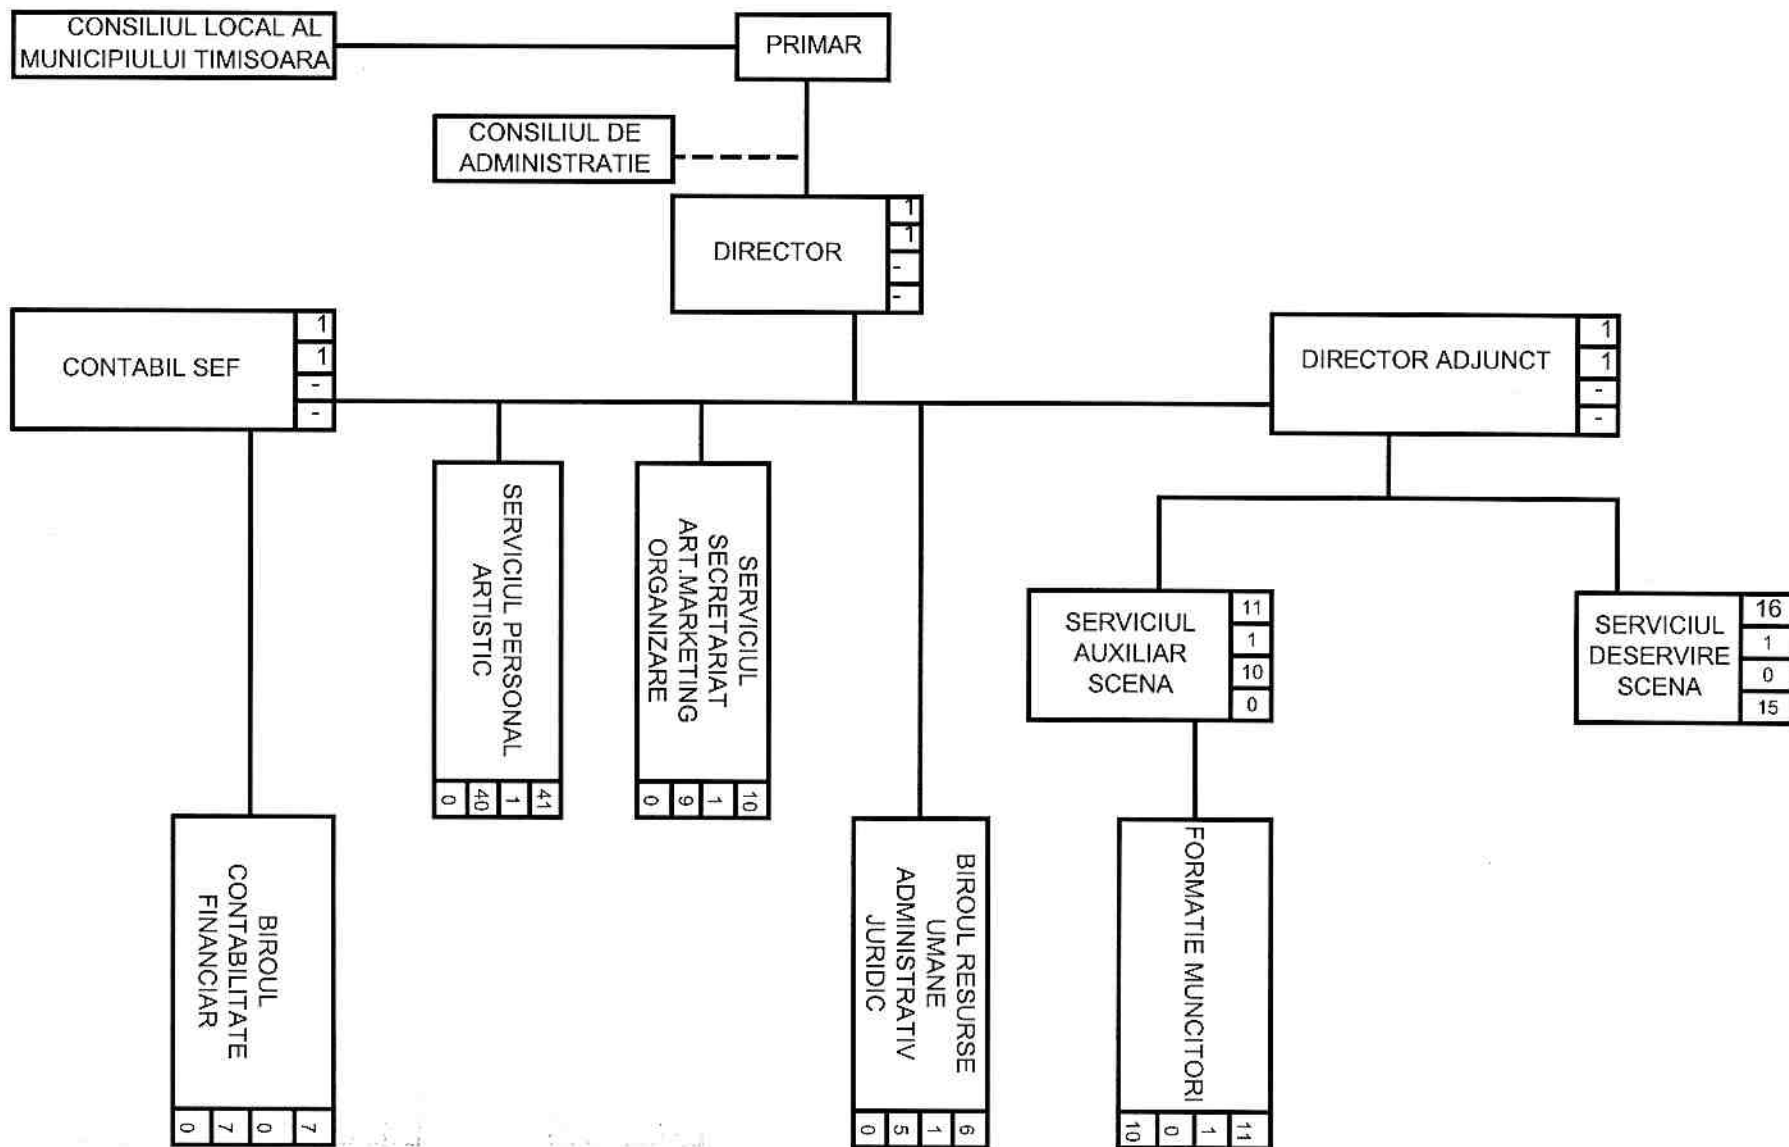 CONSILIUL LOCAL AL
MUNICIPIULUI TIMISOARA
PRIMAR
CONSILIUL DE
ADMINISTRATIE
DIRECTOR
1
1
-
-
CONTABIL SEF
1
1
-
-
DIRECTOR ADJUNCT
1
1
-
-
SERVICIUL PERSONAL
ARTISTIC
41
1
40
0
SERVICIUL
SECRETARIAT
ART.MARKETING
ORGANIZARE
10
1
9
0
SERVICIUL
AUXILIAR
SCENA
11
1
10
0
SERVICIUL
DESERVIRE
SCENA
16
1
0
15
BIROUL
CONTABILITATE
FINANCIAR
7
0
7
0
BIROUL RESURSE
UMANE
ADMINISTRATIV
JURIDIC
6
1
5
0
FORMATIE MUNCITORI
11
1
0
10